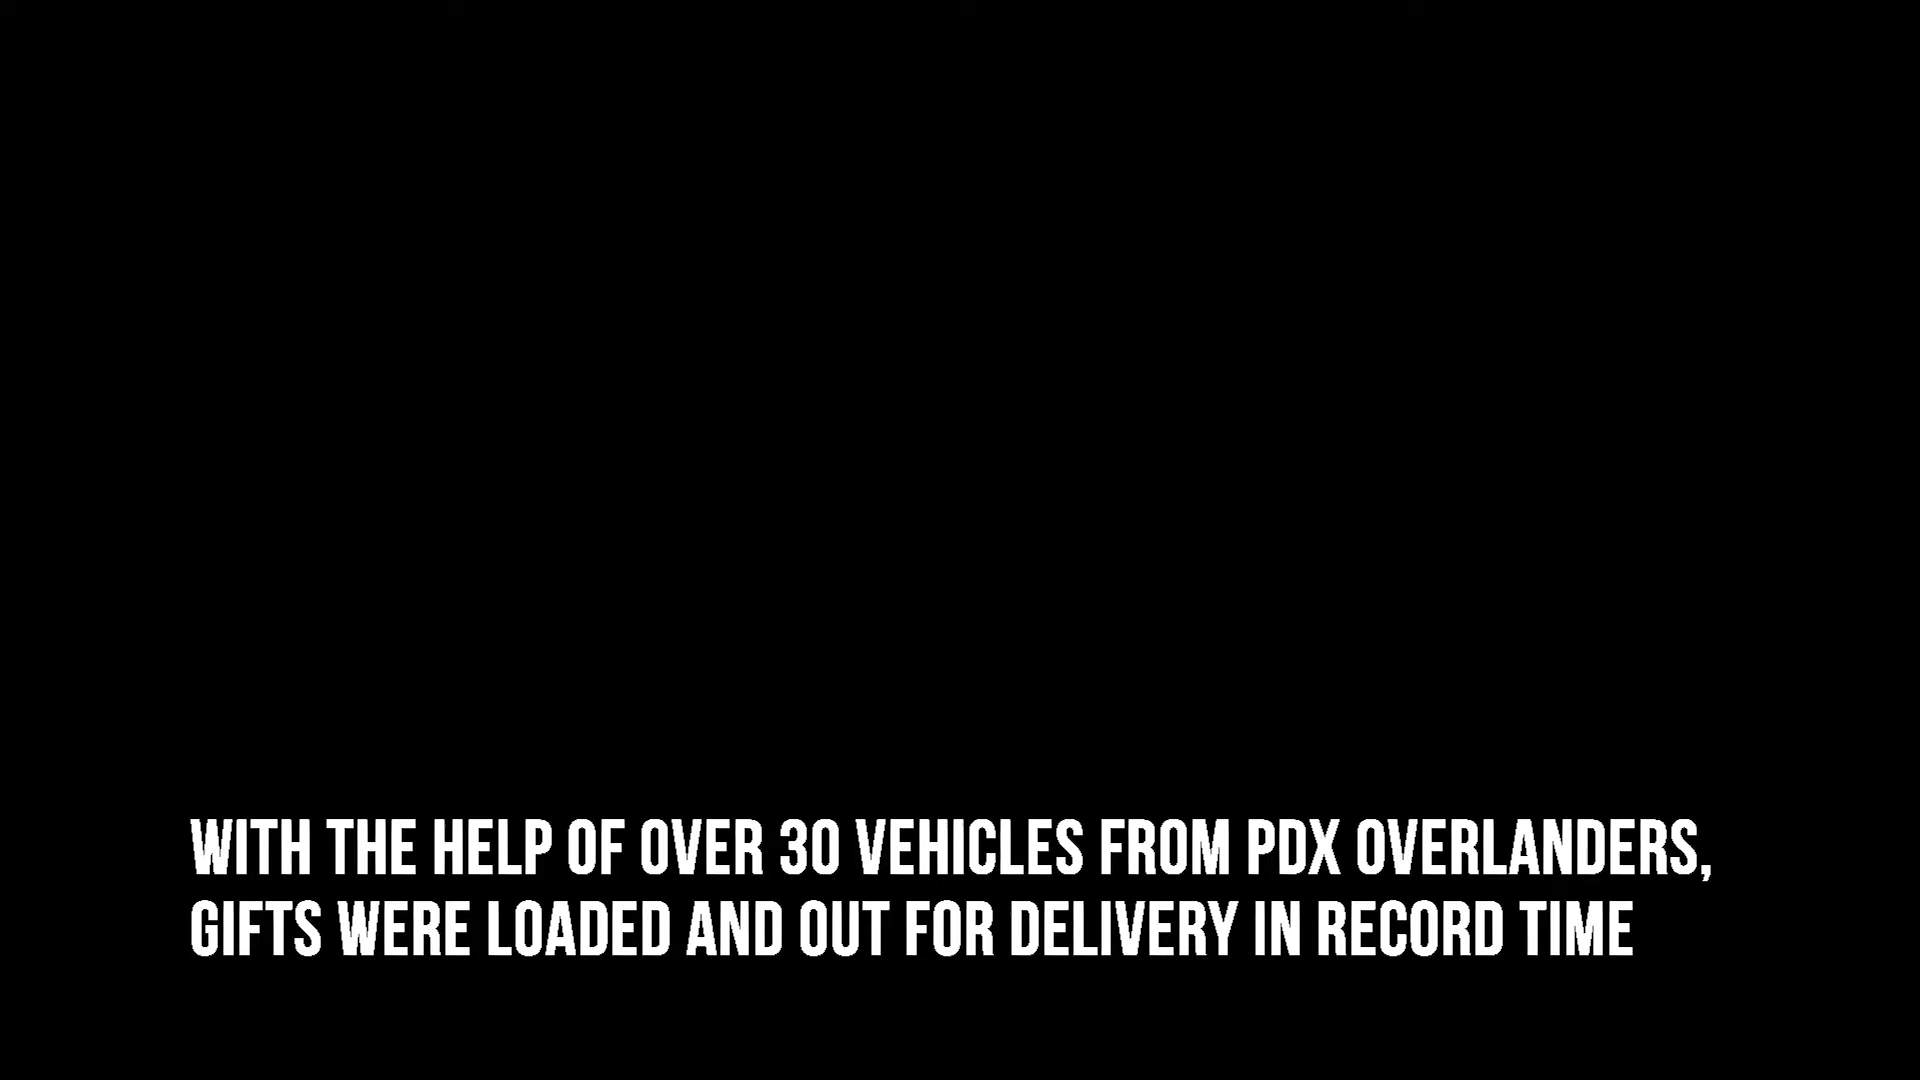 WITH THE HELP OF OVER 30 VEHICLES FROM PDX OVERLANDERS,
GIFTS WERE LOADED AND OUT FOR DELIVERY IN RECORD TIME